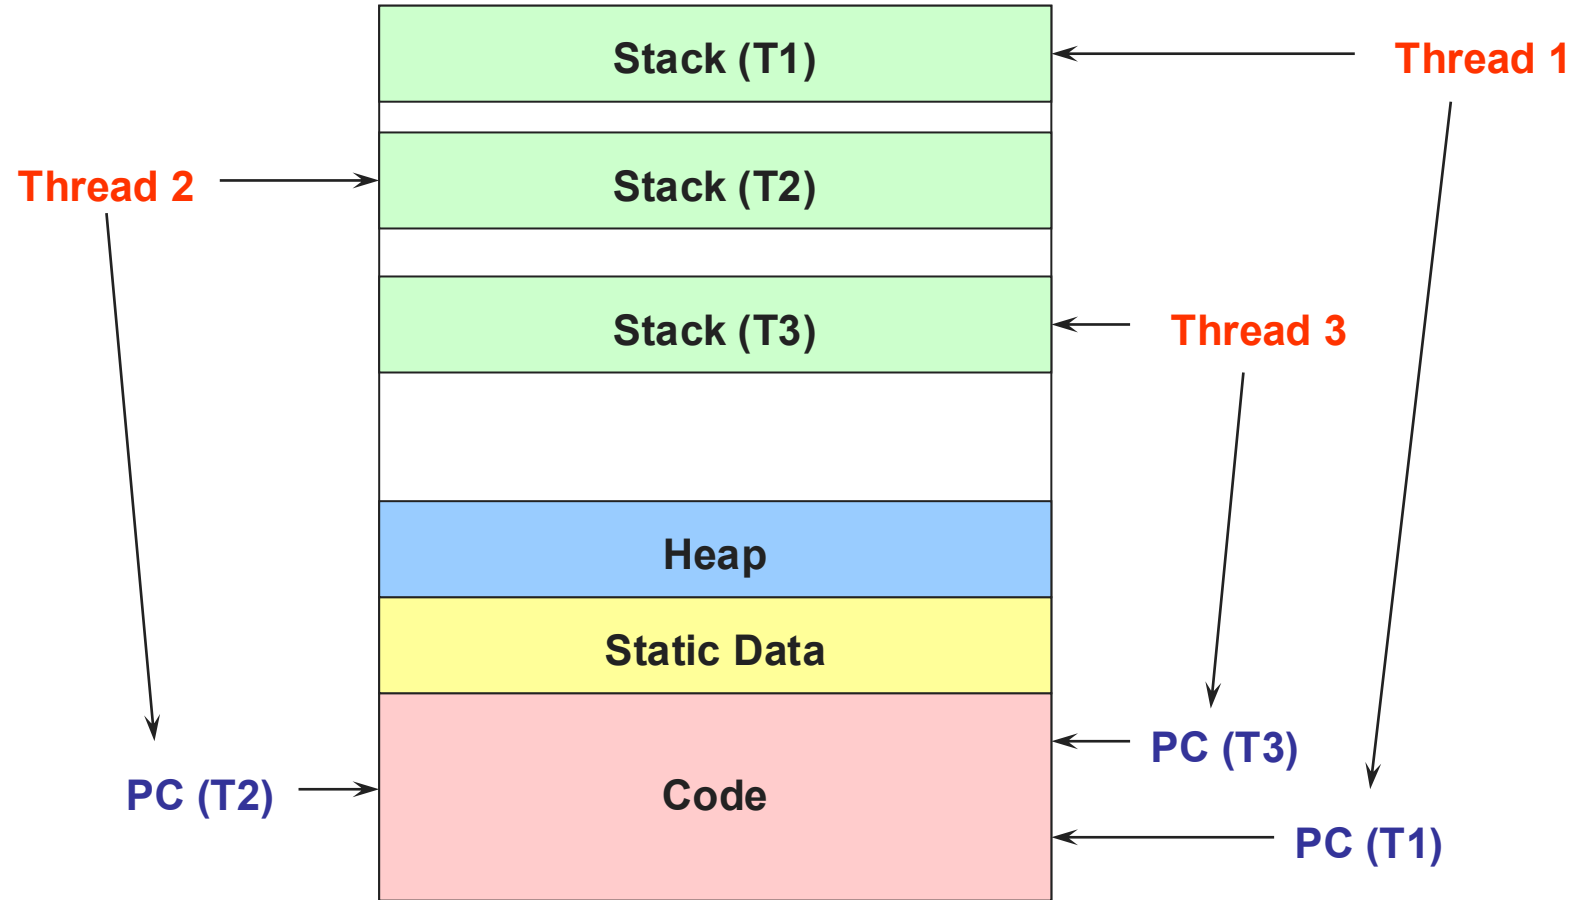 Stack (T1)
Thread 1
Thread 2
Stack (T2)
Stack (T3)
Thread 3
Heap
Static Data
PC (T3)
PC (T2)
Code
PC (T1)